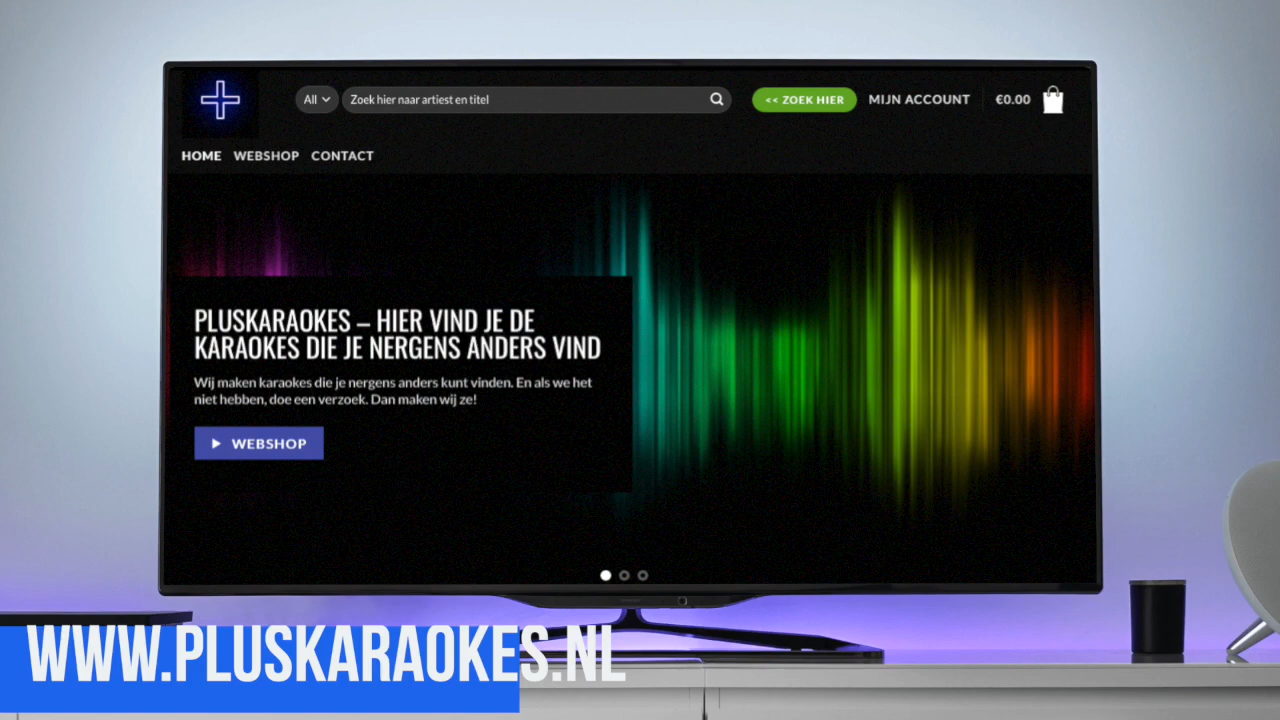 All
Zoek hier naar artiest en titel
<< ZOEK HIER
MIJN ACCOUNT
€0.00
HOME WEBSHOP CONTACT
PLUSKARAOKES – HIER VIND JE DE
KARAOKES DIE JE NERGENS ANDERS VIND
Wij maken karaokes die je nergens anders kunt vinden. En als we het
niet hebben, doe een verzoek. Dan maken wij ze!
WEBSHOP
WWW.PLUSKARAOKES.NL